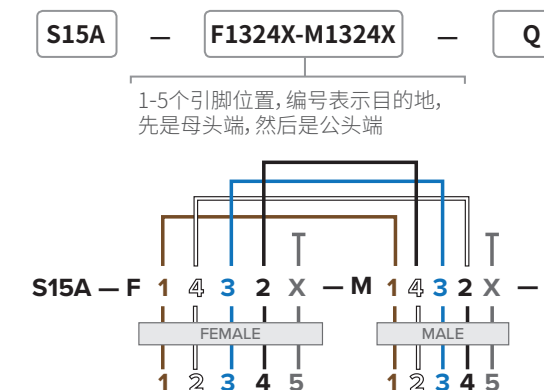 S15A — F1324X-M1324X — Q
1-5个引脚位置，编号表示目的地，
先是母头端，然后是公头端
S15A — F 1 4 3 2 X — M 1 4 3 2 X —
FEMALE MALE
1 2 3 4 5 1 2 3 4 5